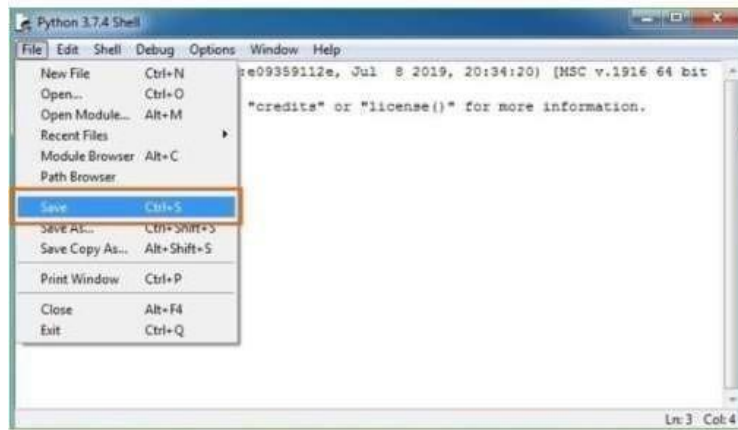 Python 3.7.4 Shell
File Edit Shell Debug Options Window Help
New File Ctrl+N
Open... Ctrl+O
Open Module... Alt+M
Recent Files
Module Browser Alt+C
Path Browser
Save Ctrl+S
Save As... Ctrl+Shift+S
Save Copy As... Alt+Shift+S
Print Window Ctrl+P
Close Alt+F4
Exit Ctrl+Q
:e09359112e, Jul 8 2019, 20:34:20) [MSC v.1916 64 bit
"credits" or "license()" for more information.
Ln: 3 Col: 4